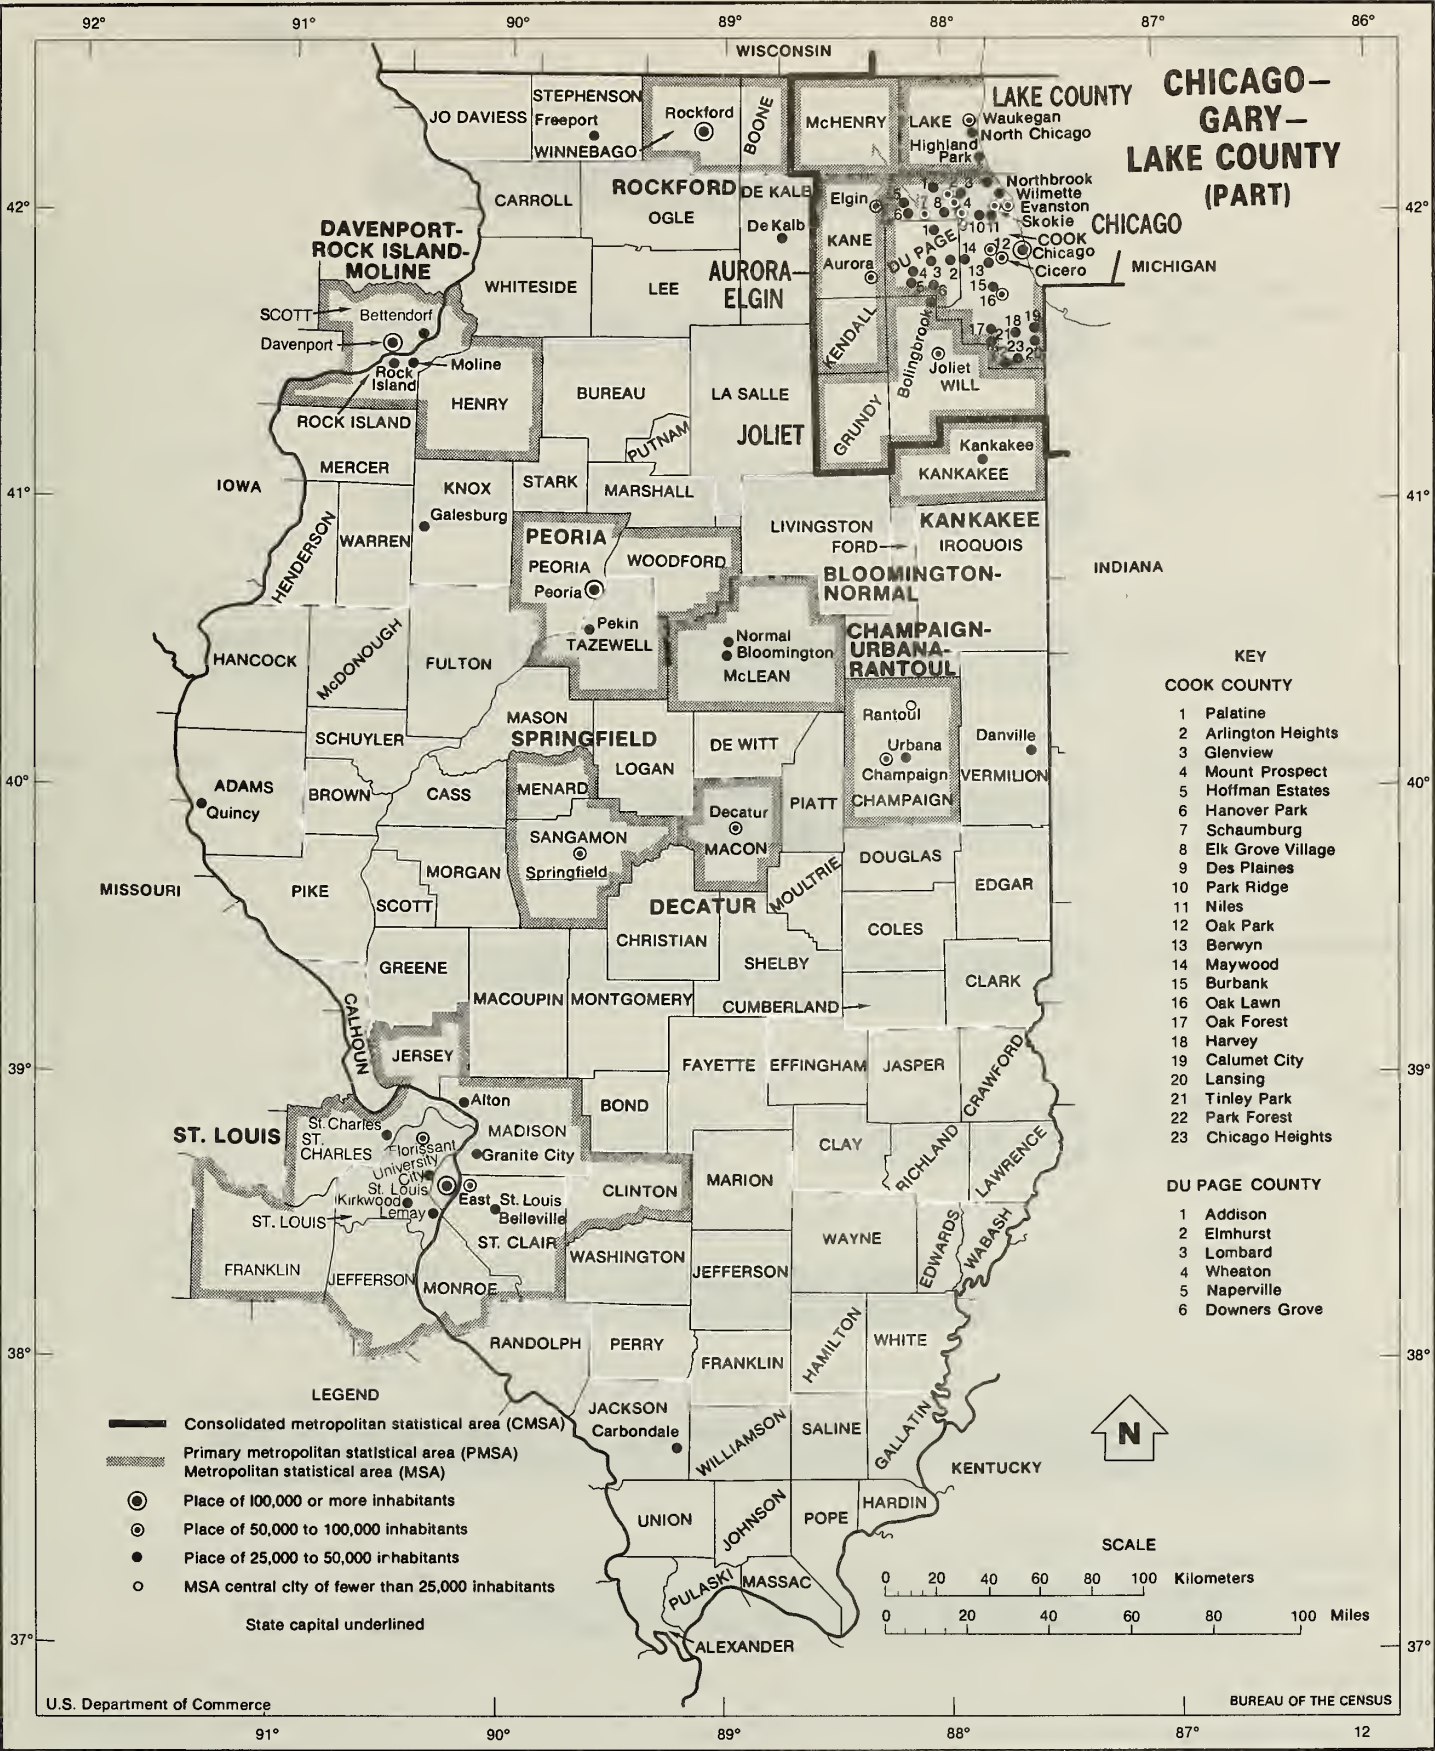 92°
91°
90°
89°
88°
87°
86°
WISCONSIN
CHICAGO—
GARY—
LAKE COUNTY
(PART)
JO DAVIESS
STEPHENSON
Freeport
WINNEBAGO
Rockford
BOONE
McHENRY
LAKE
LAKE COUNTY
Waukegan
North Chicago
Highland
Park
CARROLL
ROCKFORD
OGLE
DE KALB
De Kalb
Elgin
KANE
Aurora
DU PAGE
Northbrook
Wilmette
Evanston
Skokie
CHICAGO
COOK
Chicago
Cicero
42°
42°
MICHIGAN
DAVENPORT-
ROCK ISLAND-
MOLINE
SCOTT
Bettendorf
Davenport
Rock
Island
Moline
ROCK ISLAND
WHITESIDE
LEE
AURORA—
ELGIN
KENDALL
Bolingbrook
Joliet
WILL
HENRY
BUREAU
LA SALLE
PUTNAM
JOLIET
GRUNDY
Kankakee
KANKAKEE
MERCER
IOWA
KNOX
Galesburg
STARK
MARSHALL
41°
41°
HENDERSON
WARREN
PEORIA
PEORIA
Peoria
WOODFORD
LIVINGSTON
FORD
KANKAKEE
IROQUOIS
INDIANA
BLOOMINGTON-
NORMAL
Pekin
TAZEWELL
Normal
Bloomington
McLEAN
CHAMPAIGN-
URBANA-
RANTOUL
HANCOCK
McDONOUGH
FULTON
MASON
SPRINGFIELD
LOGAN
DE WITT
Rantoul
Urbana
Champaign
CHAMPAIGN
Danville
VERMILION
SCHUYLER
40°
40°
ADAMS
Quincy
BROWN
CASS
MENARD
SANGAMON
Springfield
Decatur
MACON
PIATT
MISSOURI
PIKE
SCOTT
MORGAN
DECATUR
MOULTRIE
DOUGLAS
EDGAR
CHRISTIAN
COLES
SHELBY
GREENE
MACOUPIN
MONTGOMERY
CUMBERLAND
CLARK
CALHOUN
JERSEY
39°
39°
FAYETTE
EFFINGHAM
JASPER
CRAWFORD
BOND
Alton
ST. LOUIS
St. Charles
ST.
CHARLES
Florissant
University
City
St. Louis
Kirkwood
Lemay
ST. LOUIS
MADISON
Granite City
East St. Louis
Belleville
ST. CLAIR
CLINTON
MARION
CLAY
RICHLAND
LAWRENCE
FRANKLIN
JEFFERSON
MONROE
WASHINGTON
JEFFERSON
WAYNE
EDWARDS
WABASH
38°
38°
RANDOLPH
PERRY
FRANKLIN
HAMILTON
WHITE
JACKSON
Carbondale
WILLIAMSON
SALINE
GALLATIN
KENTUCKY
UNION
JOHNSON
POPE
HARDIN
PULASKI
MASSAC
ALEXANDER
37°
37°
KEY
COOK COUNTY
1 Palatine
2 Arlington Heights
3 Glenview
4 Mount Prospect
5 Hoffman Estates
6 Hanover Park
7 Schaumburg
8 Elk Grove Village
9 Des Plaines
10 Park Ridge
11 Niles
12 Oak Park
13 Berwyn
14 Maywood
15 Burbank
16 Oak Lawn
17 Oak Forest
18 Harvey
19 Calumet City
20 Lansing
21 Tinley Park
22 Park Forest
23 Chicago Heights
DU PAGE COUNTY
1 Addison
2 Elmhurst
3 Lombard
4 Wheaton
5 Naperville
6 Downers Grove
LEGEND
Consolidated metropolitan statistical area (CMSA)
Primary metropolitan statistical area (PMSA)
Metropolitan statistical area (MSA)
Place of 100,000 or more inhabitants
Place of 50,000 to 100,000 inhabitants
Place of 25,000 to 50,000 inhabitants
MSA central city of fewer than 25,000 inhabitants
State capital underlined
N
SCALE
0 20 40 60 80 100 Kilometers
0 20 40 60 80 100 Miles
U.S. Department of Commerce
BUREAU OF THE CENSUS
91°
90°
89°
88°
87°
12